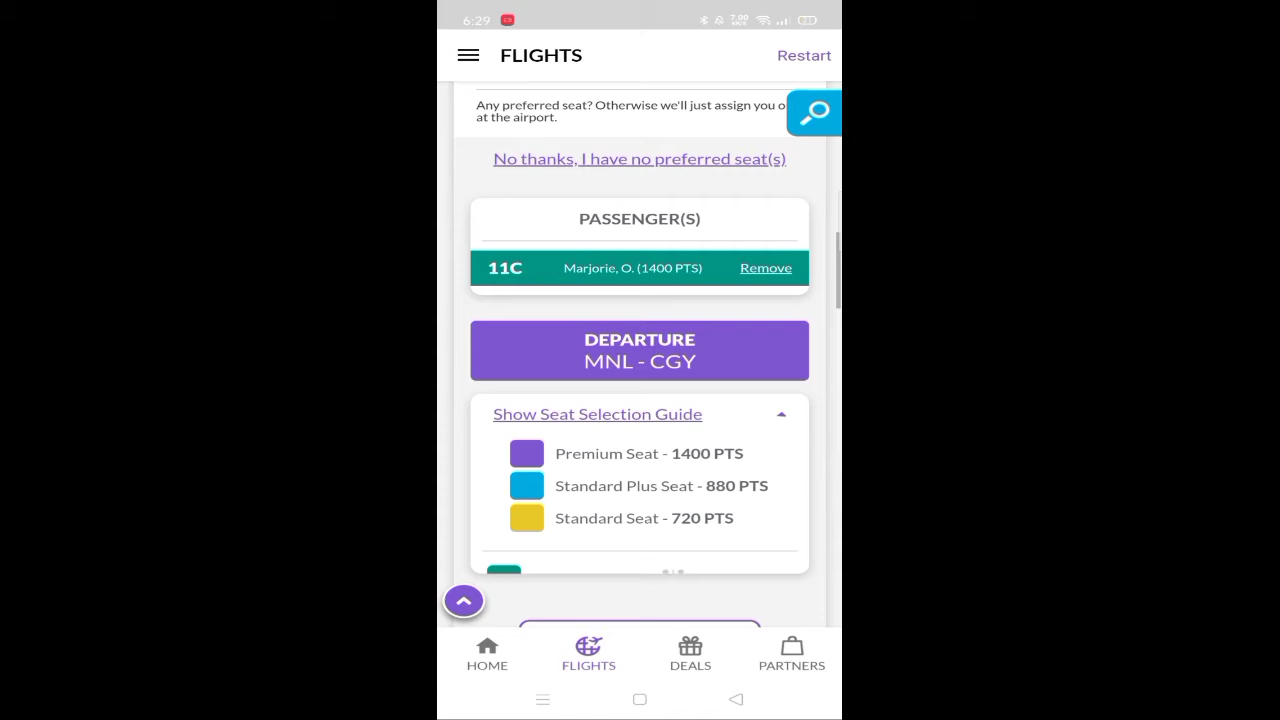 6:29
7.00
FLIGHTS
Restart
Any preferred seat? Otherwise we'll just assign you o
at the airport.
No thanks, I have no preferred seat(s)
PASSENGER(S)
11C Marjorie, O. (1400 PTS) Remove
DEPARTURE
MNL - CGY
Show Seat Selection Guide
Premium Seat - 1400 PTS
Standard Plus Seat - 880 PTS
Standard Seat - 720 PTS
HOME FLIGHTS DEALS PARTNERS